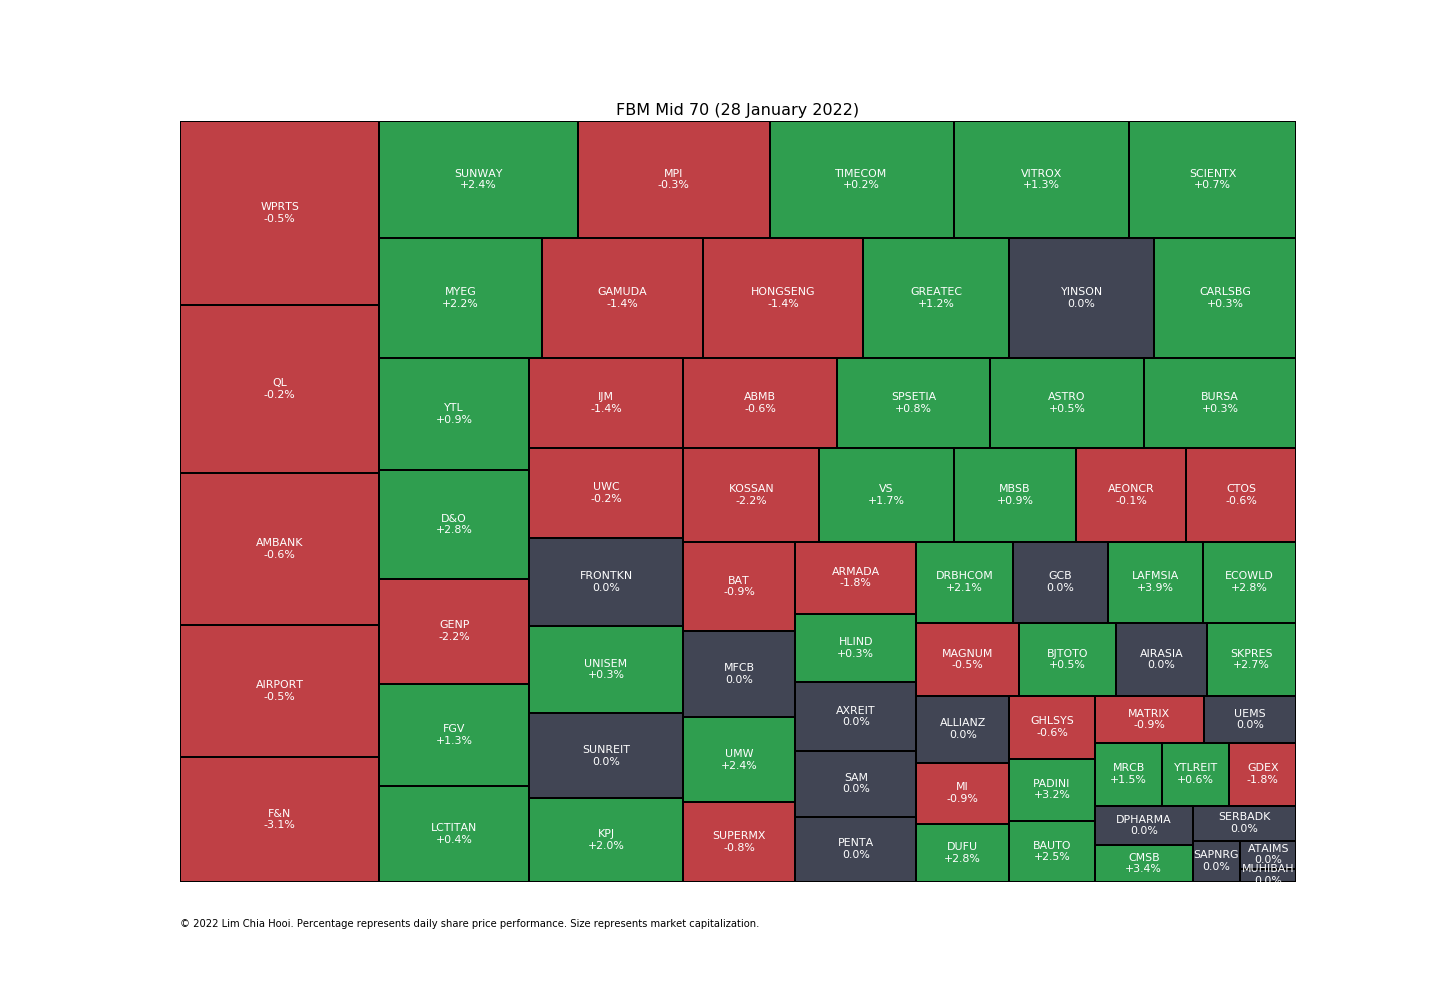 FBM Mid 70 (28 January 2022)
WPRTS
-0.5%
QL
-0.2%
AMBANK
-0.6%
AIRPORT
-0.5%
F&N
-3.1%
SUNWAY
+2.4%
MPI
-0.3%
TIMECOM
+0.2%
VITROX
+1.3%
SCIENTX
+0.7%
MYEG
+2.2%
GAMUDA
-1.4%
HONGSENG
-1.4%
GREATEC
+1.2%
YINSON
0.0%
CARLSBG
+0.3%
YTL
+0.9%
D&O
+2.8%
GENP
-2.2%
FGV
+1.3%
LCTITAN
+0.4%
IJM
-1.4%
UWC
-0.2%
FRONTKN
0.0%
UNISEM
+0.3%
SUNREIT
0.0%
KPJ
+2.0%
ABMB
-0.6%
SPSETIA
+0.8%
ASTRO
+0.5%
BURSA
+0.3%
KOSSAN
-2.2%
VS
+1.7%
MBSB
+0.9%
AEONCR
-0.1%
CTOS
-0.6%
BAT
-0.9%
MFCB
0.0%
UMW
+2.4%
SUPERMX
-0.8%
ARMADA
-1.8%
HLIND
+0.3%
AXREIT
0.0%
SAM
0.0%
PENTA
0.0%
DRBHCOM
+2.1%
GCB
0.0%
LAFMSIA
+3.9%
ECOWLD
+2.8%
MAGNUM
-0.5%
BJTOTO
+0.5%
AIRASIA
0.0%
SKPRES
+2.7%
ALLIANZ
0.0%
MI
-0.9%
DUFU
+2.8%
GHLSYS
-0.6%
PADINI
+3.2%
BAUTO
+2.5%
MATRIX
-0.9%
UEMS
0.0%
MRCB
+1.5%
YTLREIT
+0.6%
GDEX
-1.8%
DPHARMA
0.0%
CMSB
+3.4%
SERBADK
0.0%
SAPNRG
0.0%
ATAIMS
0.0%
MUHIBAH
0.0%
© 2022 Lim Chia Hooi. Percentage represents daily share price performance. Size represents market capitalization.